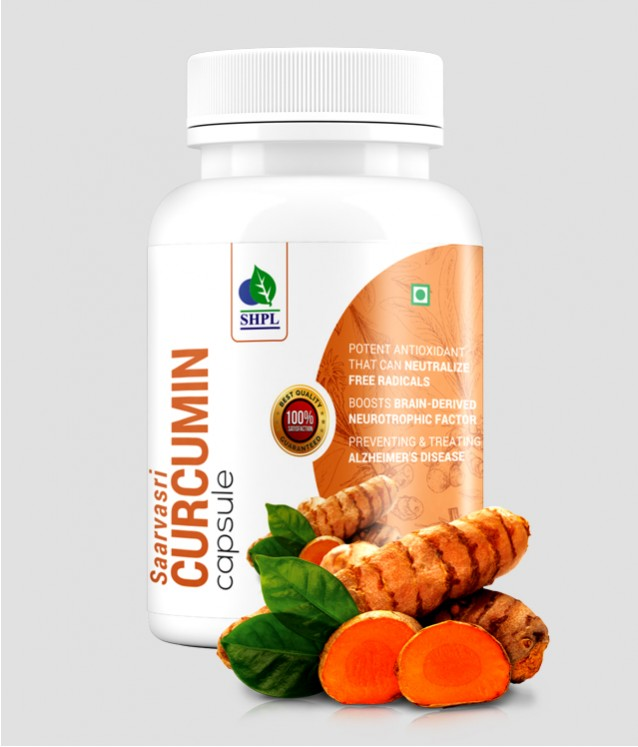 SHPL
Saarvasri
CURCUMIN
capsule
BEST QUALITY
100%
SATISFACTION
GUARANTEED
POTENT ANTIOXIDANT
THAT CAN NEUTRALIZE
FREE RADICALS
BOOSTS BRAIN-DERIVED
NEUROTROPHIC FACTOR
PREVENTING & TREATING
ALZHEIMER'S DISEASE